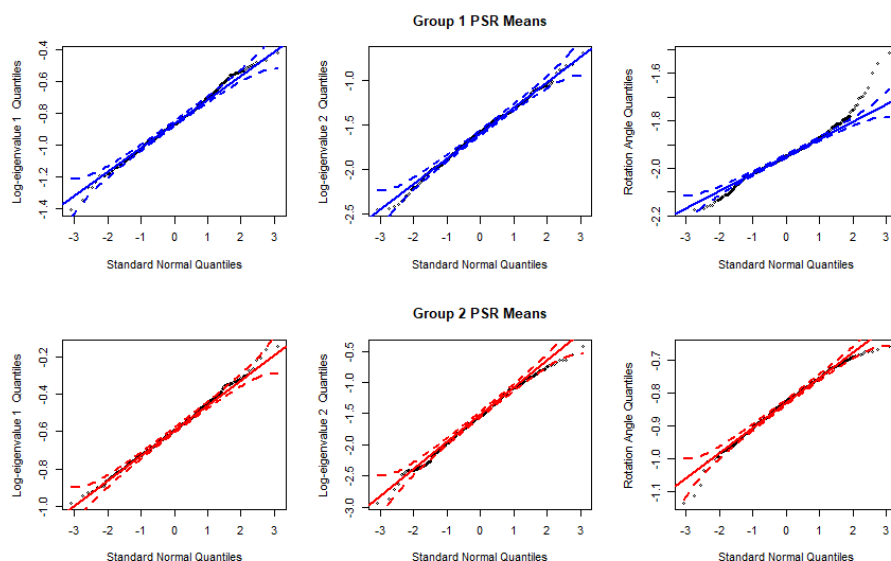 Group 1 PSR Means
Log-eigenvalue 1 Quantiles
-1.4 -1.2 -1.0 -0.8 -0.6 -0.4
-3 -2 -1 0 1 2 3
Standard Normal Quantiles
Log-eigenvalue 2 Quantiles
-2.5 -2.0 -1.5 -1.0
-3 -2 -1 0 1 2 3
Standard Normal Quantiles
Rotation Angle Quantiles
-2.2 -2.0 -1.8 -1.6
-3 -2 -1 0 1 2 3
Standard Normal Quantiles
Group 2 PSR Means
Log-eigenvalue 1 Quantiles
-1.0 -0.8 -0.6 -0.4 -0.2
-3 -2 -1 0 1 2 3
Standard Normal Quantiles
Log-eigenvalue 2 Quantiles
-3.0 -2.5 -2.0 -1.5 -1.0 -0.5
-3 -2 -1 0 1 2 3
Standard Normal Quantiles
Rotation Angle Quantiles
-1.1 -1.0 -0.9 -0.8 -0.7
-3 -2 -1 0 1 2 3
Standard Normal Quantiles